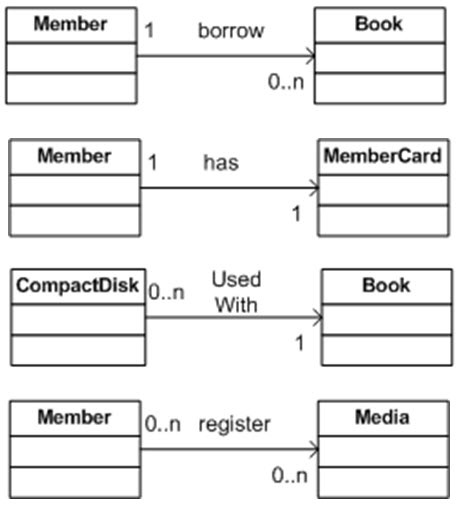 Member 1 borrow Book
0..n
Member 1 has MemberCard
1
CompactDisk 0..n Used With Book
1
Member 0..n register Media
0..n